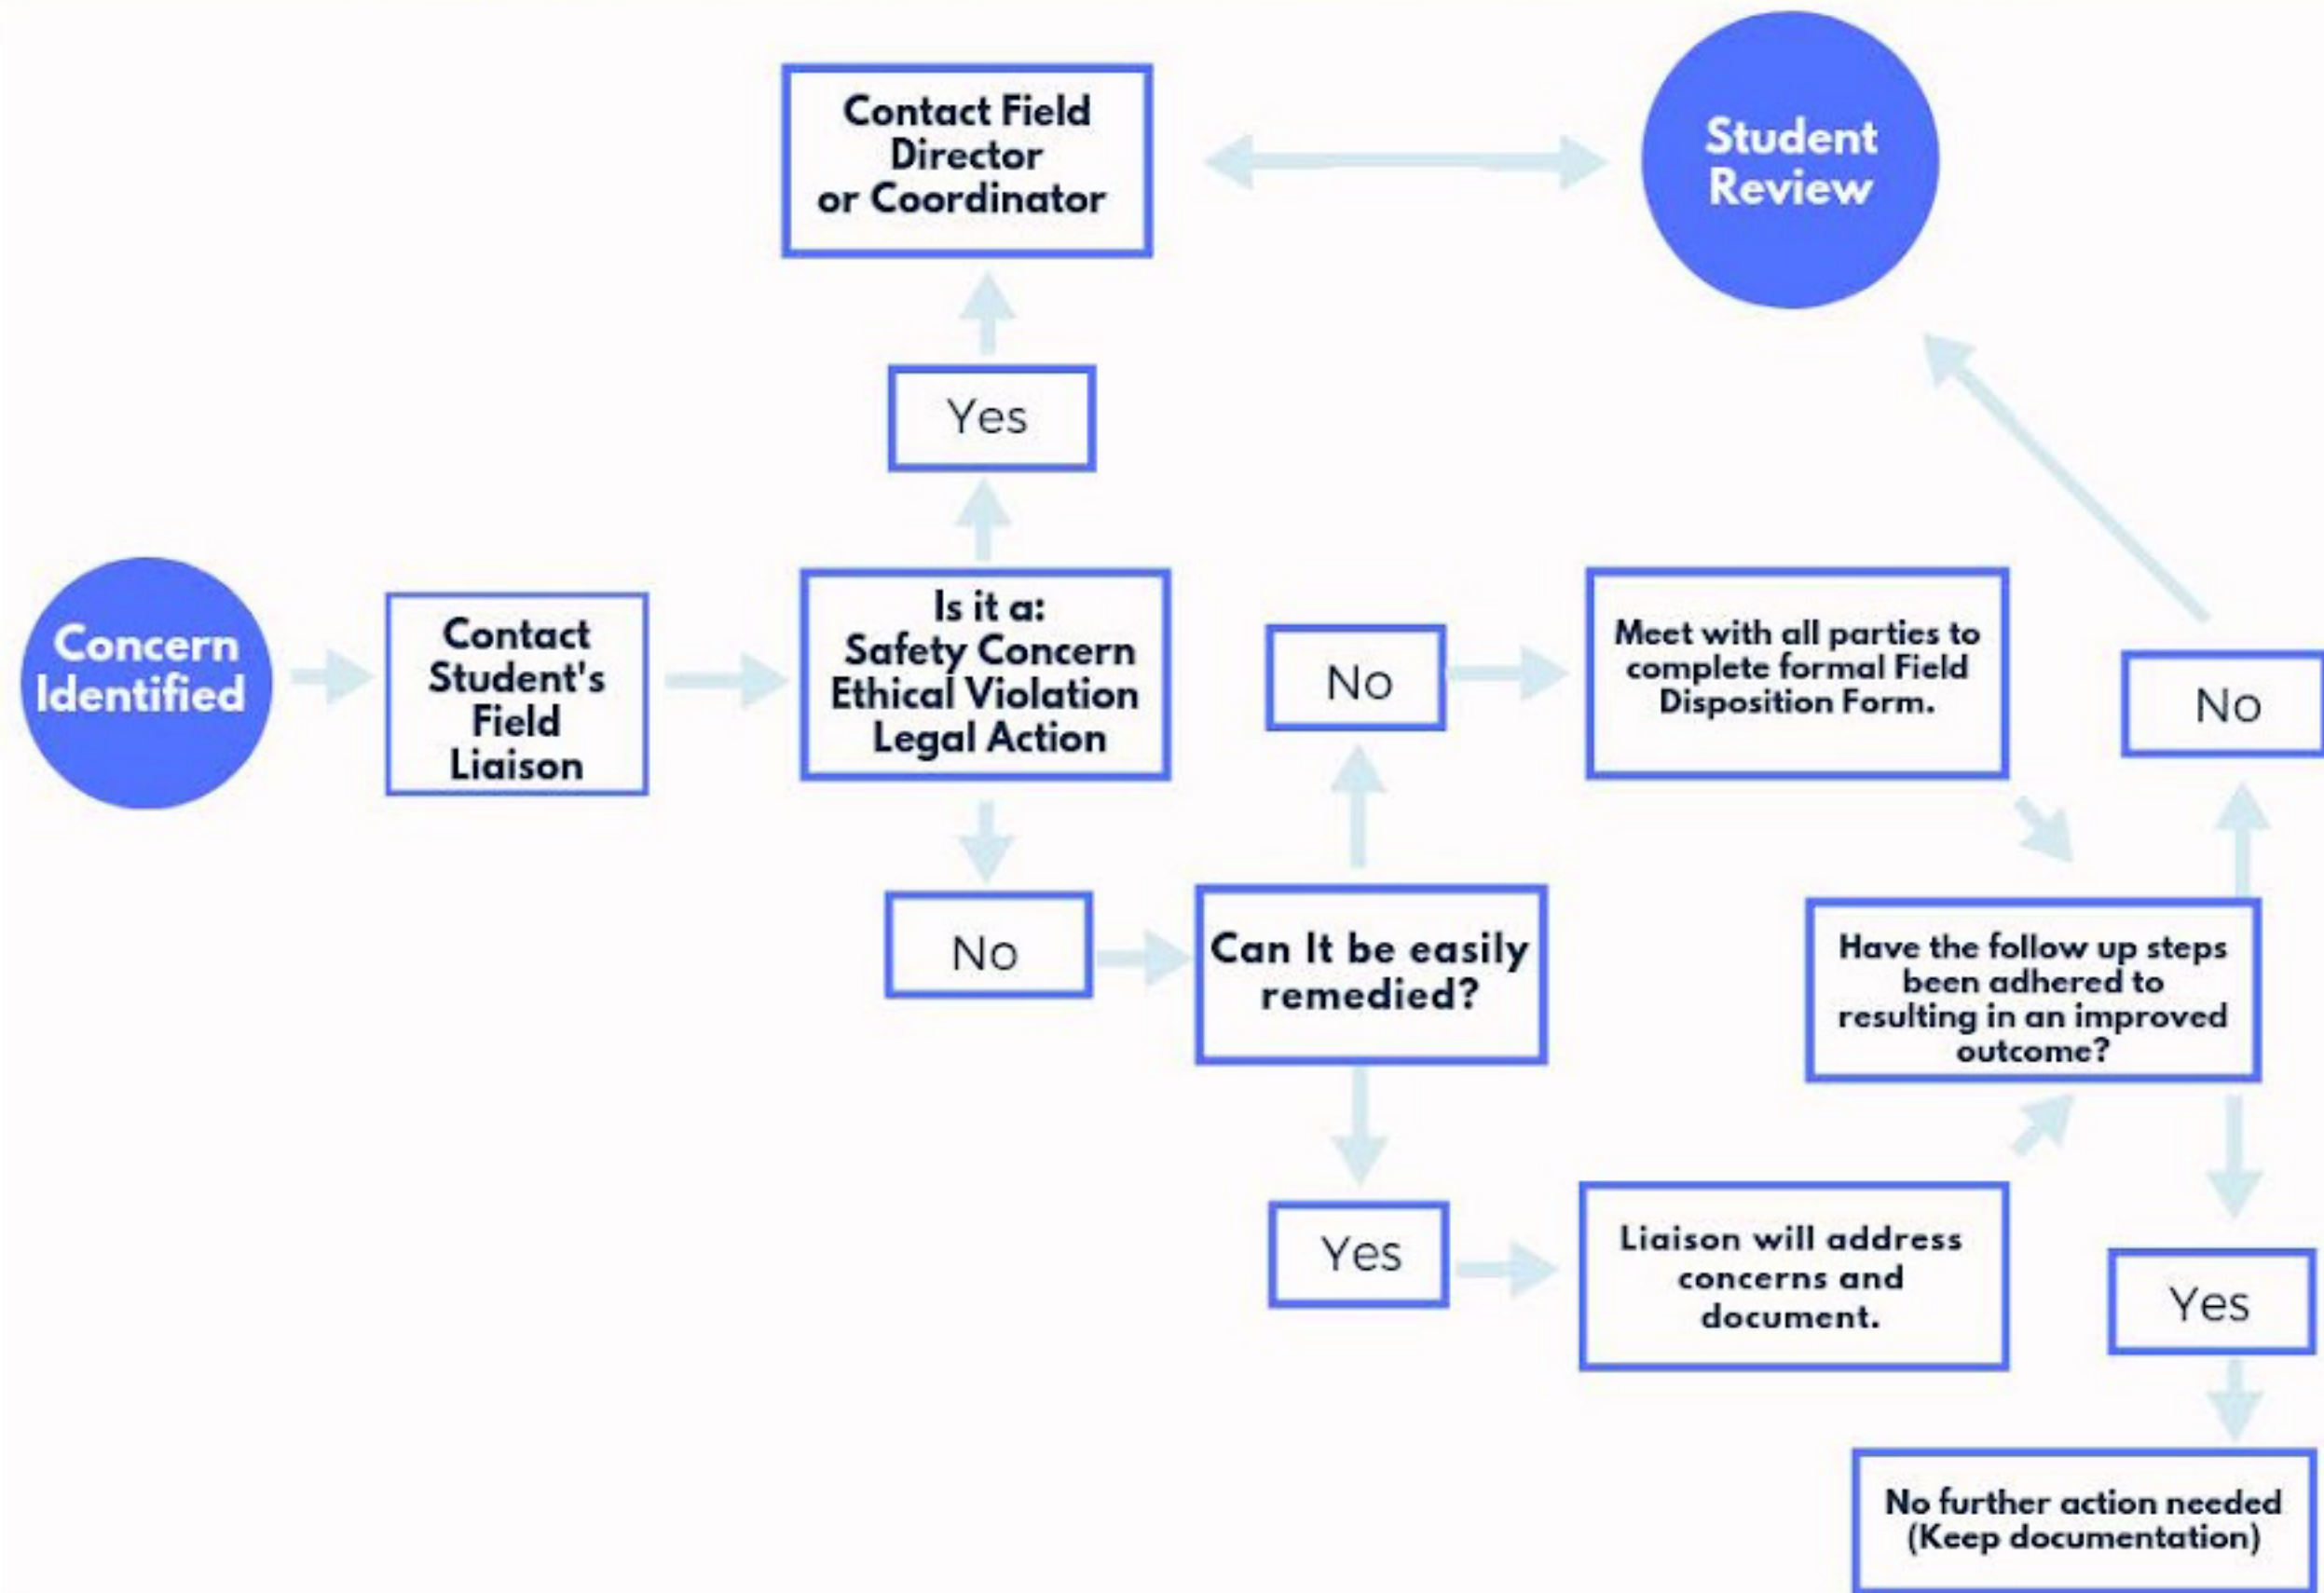 Contact Field
Director
or Coordinator
Student
Review
Yes
Concern
Identified
Contact
Student's
Field
Liaison
Is it a:
Safety Concern
Ethical Violation
Legal Action
No
Meet with all parties to
complete formal Field
Disposition Form.
No
No
Can It be easily
remedied?
Have the follow up steps
been adhered to
resulting in an improved
outcome?
Yes
Liaison will address
concerns and
document.
Yes
No further action needed
(Keep documentation)